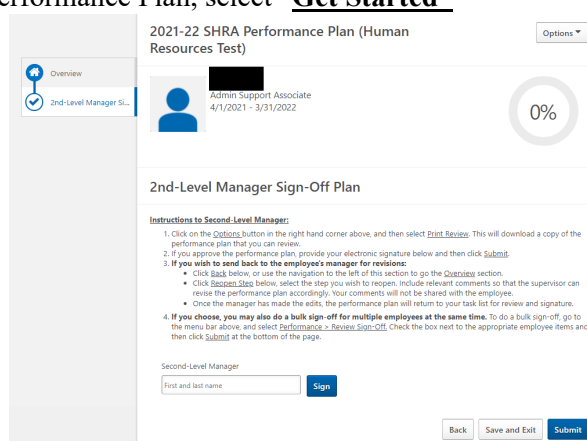 erformance Plan, select "Get Started"
2021-22 SHRA Performance Plan (Human
Resources Test)
Options
Overview
2nd-Level Manager Si...
Admin Support Associate
4/1/2021 - 3/31/2022
0%
2nd-Level Manager Sign-Off Plan
Instructions to Second-Level Manager:
1. Click on the Options button in the right hand corner above, and then select Print Review. This will download a copy of the
performance plan that you can review.
2. If you approve the performance plan, provide your electronic signature below and then click Submit.
3. If you wish to send back to the employee's manager for revisions:
• Click Back below, or use the navigation to the left of this section to go the Overview section.
• Click Reopen Step below, select the step you wish to reopen. Include relevant comments so that the supervisor can
revise the performance plan accordingly. Your comments will not be shared with the employee.
• Once the manager has made the edits, the performance plan will return to your task list for review and signature.
4. If you choose, you may also do a bulk sign-off for multiple employees at the same time. To do a bulk sign-off, go to
the menu bar above, and select Performance > Review Sign-Off. Check the box next to the appropriate employee items and
then click Submit at the bottom of the page.
Second-Level Manager
First and last name
Sign
Back
Save and Exit
Submit